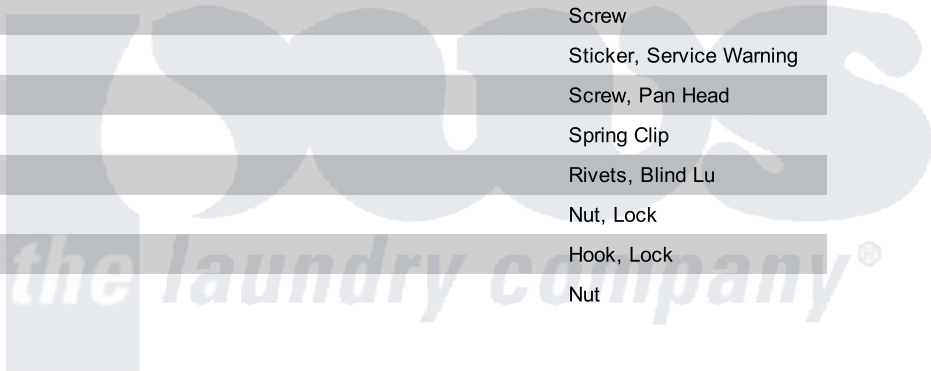 Screw
Sticker, Service Warning
Screw, Pan Head
Spring Clip
Rivets, Blind Lu
Nut, Lock
Hook, Lock
Nut
the laundry company®